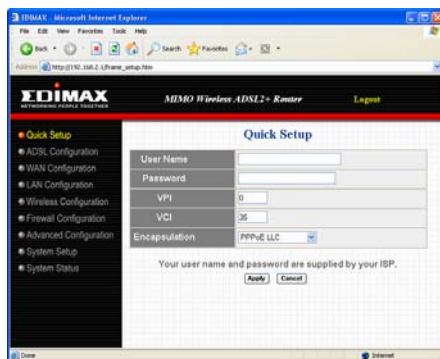 EDIMAX - Microsoft Internet Explorer
File Edit View Favorites Tools Help
Back Search Favorites
Address http://192.168.2.1/frame_setup.htm
EDIMAX
NETWORKING PEOPLE TOGETHER
MIMO Wireless ADSL2+ Router
Logout
Quick Setup
ADSL Configuration
WAN Configuration
LAN Configuration
Wireless Configuration
Firewall Configuration
Advanced Configuration
System Setup
System Status
Quick Setup
User Name
Password
VPI 0
VCI 35
Encapsulation PPPoE LLC
Your user name and password are supplied by your ISP.
Apply Cancel
Done Internet